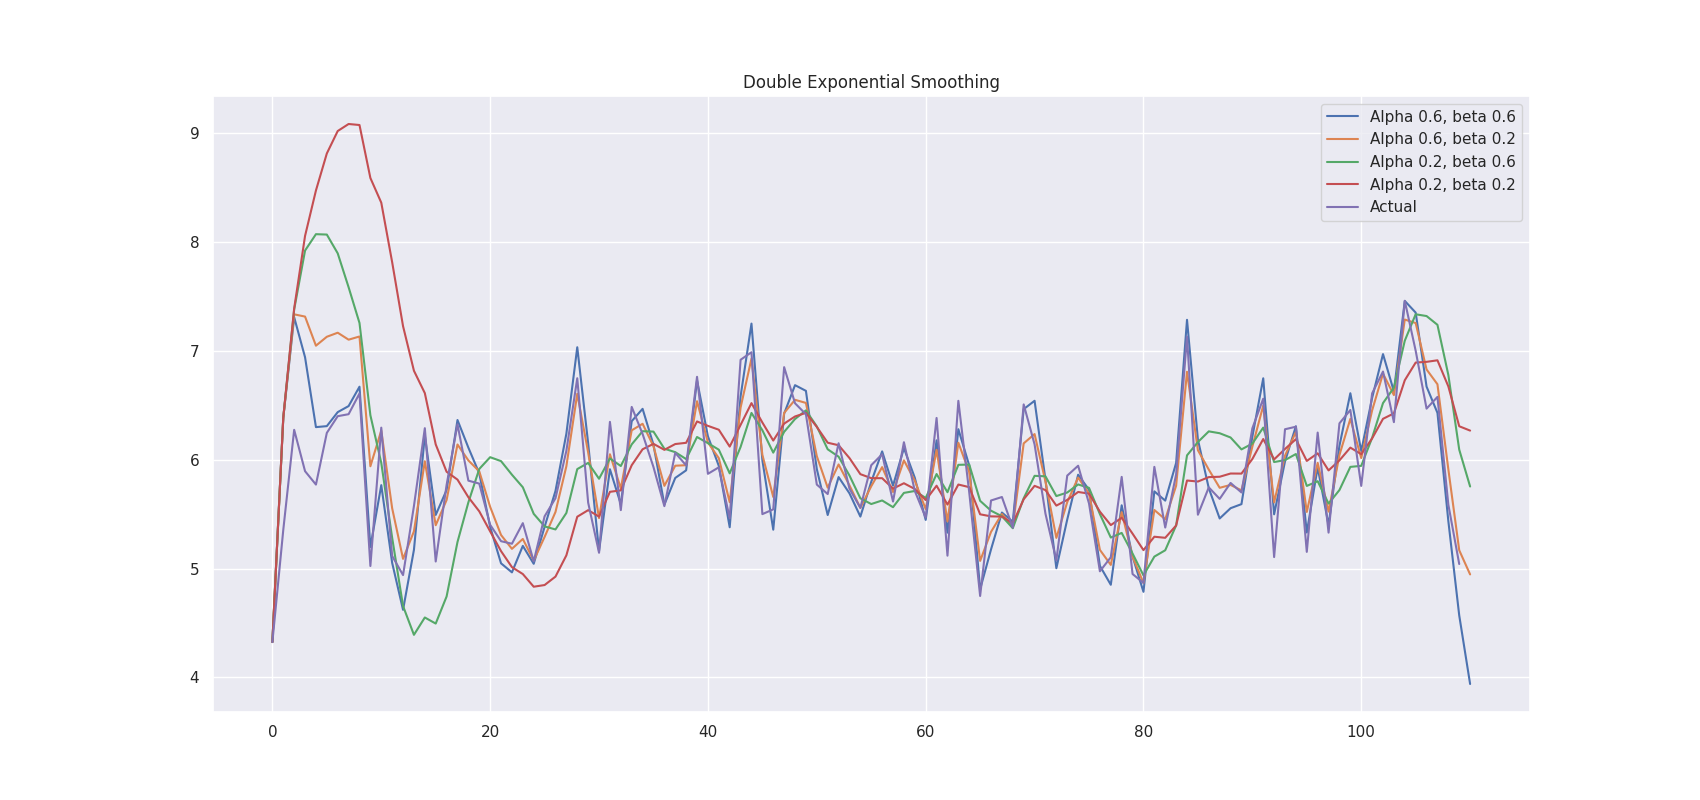 Double Exponential Smoothing
Alpha 0.6, beta 0.6
Alpha 0.6, beta 0.2
Alpha 0.2, beta 0.6
Alpha 0.2, beta 0.2
Actual
9
8
7
6
5
4
0 20 40 60 80 100